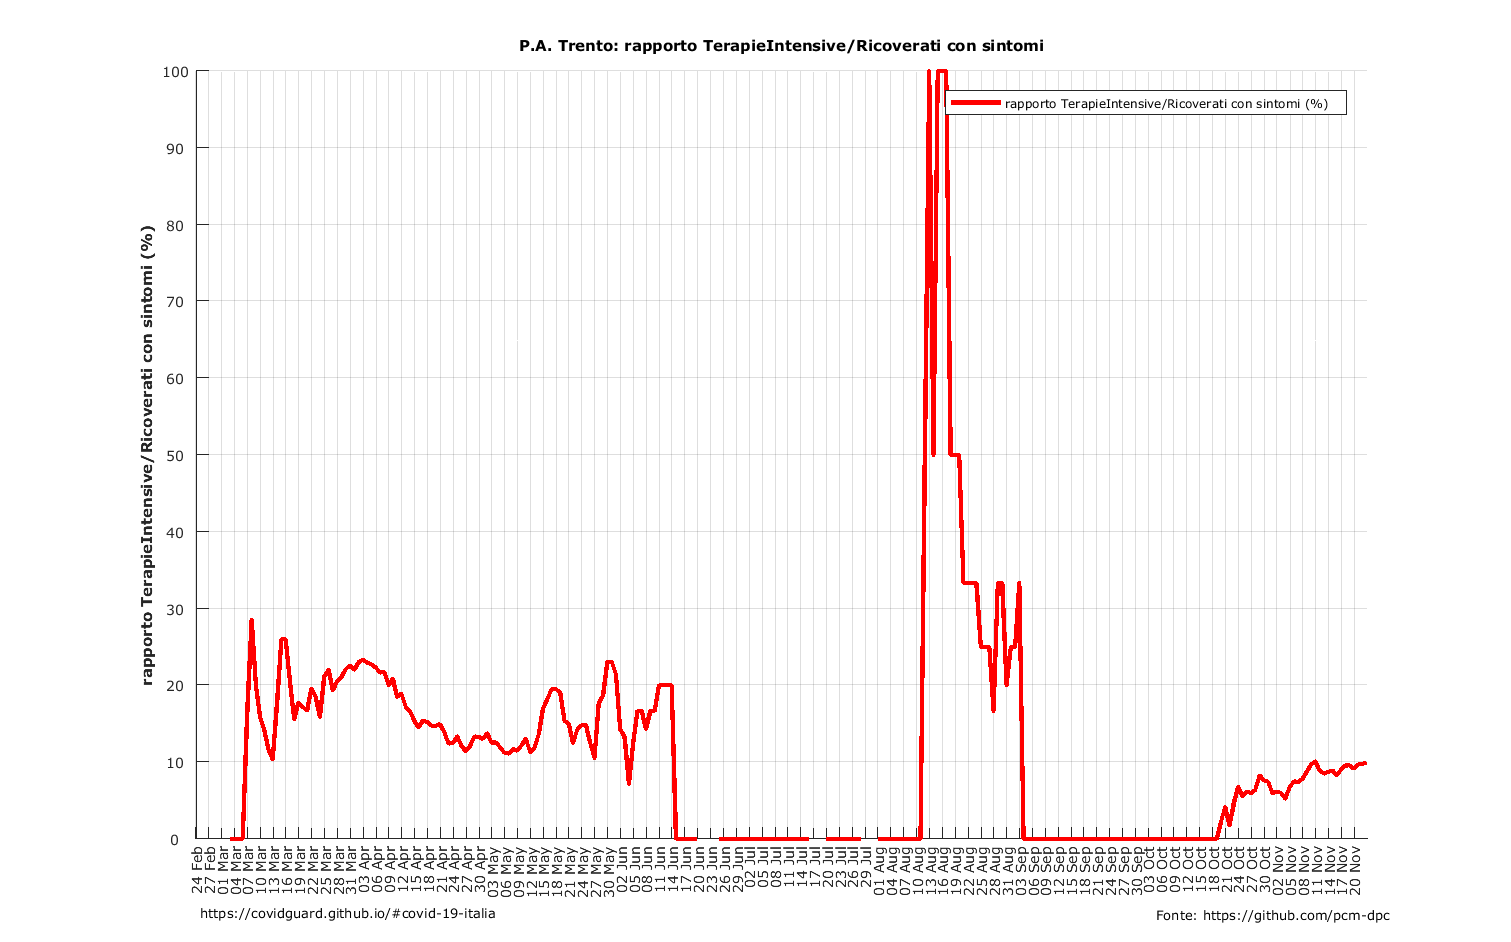 P.A. Trento: rapporto TerapieIntensive/Ricoverati con sintomi
rapporto TerapieIntensive/Ricoverati con sintomi (%)
rapporto TerapieIntensive/Ricoverati con sintomi (%)
100
90
80
70
60
50
40
30
20
10
0
24 Feb
27 Feb
01 Mar
04 Mar
07 Mar
10 Mar
13 Mar
16 Mar
19 Mar
22 Mar
25 Mar
28 Mar
31 Mar
03 Apr
06 Apr
09 Apr
12 Apr
15 Apr
18 Apr
21 Apr
24 Apr
27 Apr
30 Apr
03 May
06 May
09 May
12 May
15 May
18 May
21 May
24 May
27 May
30 May
02 Jun
05 Jun
08 Jun
11 Jun
14 Jun
17 Jun
20 Jun
23 Jun
26 Jun
29 Jun
02 Jul
05 Jul
08 Jul
11 Jul
14 Jul
17 Jul
20 Jul
23 Jul
26 Jul
29 Jul
01 Aug
04 Aug
07 Aug
10 Aug
13 Aug
16 Aug
19 Aug
22 Aug
25 Aug
28 Aug
31 Aug
03 Sep
06 Sep
09 Sep
12 Sep
15 Sep
18 Sep
21 Sep
24 Sep
27 Sep
30 Sep
03 Oct
06 Oct
09 Oct
12 Oct
15 Oct
18 Oct
21 Oct
24 Oct
27 Oct
30 Oct
02 Nov
05 Nov
08 Nov
11 Nov
14 Nov
17 Nov
20 Nov
https://covidguard.github.io/#covid-19-italia
Fonte: https://github.com/pcm-dpc